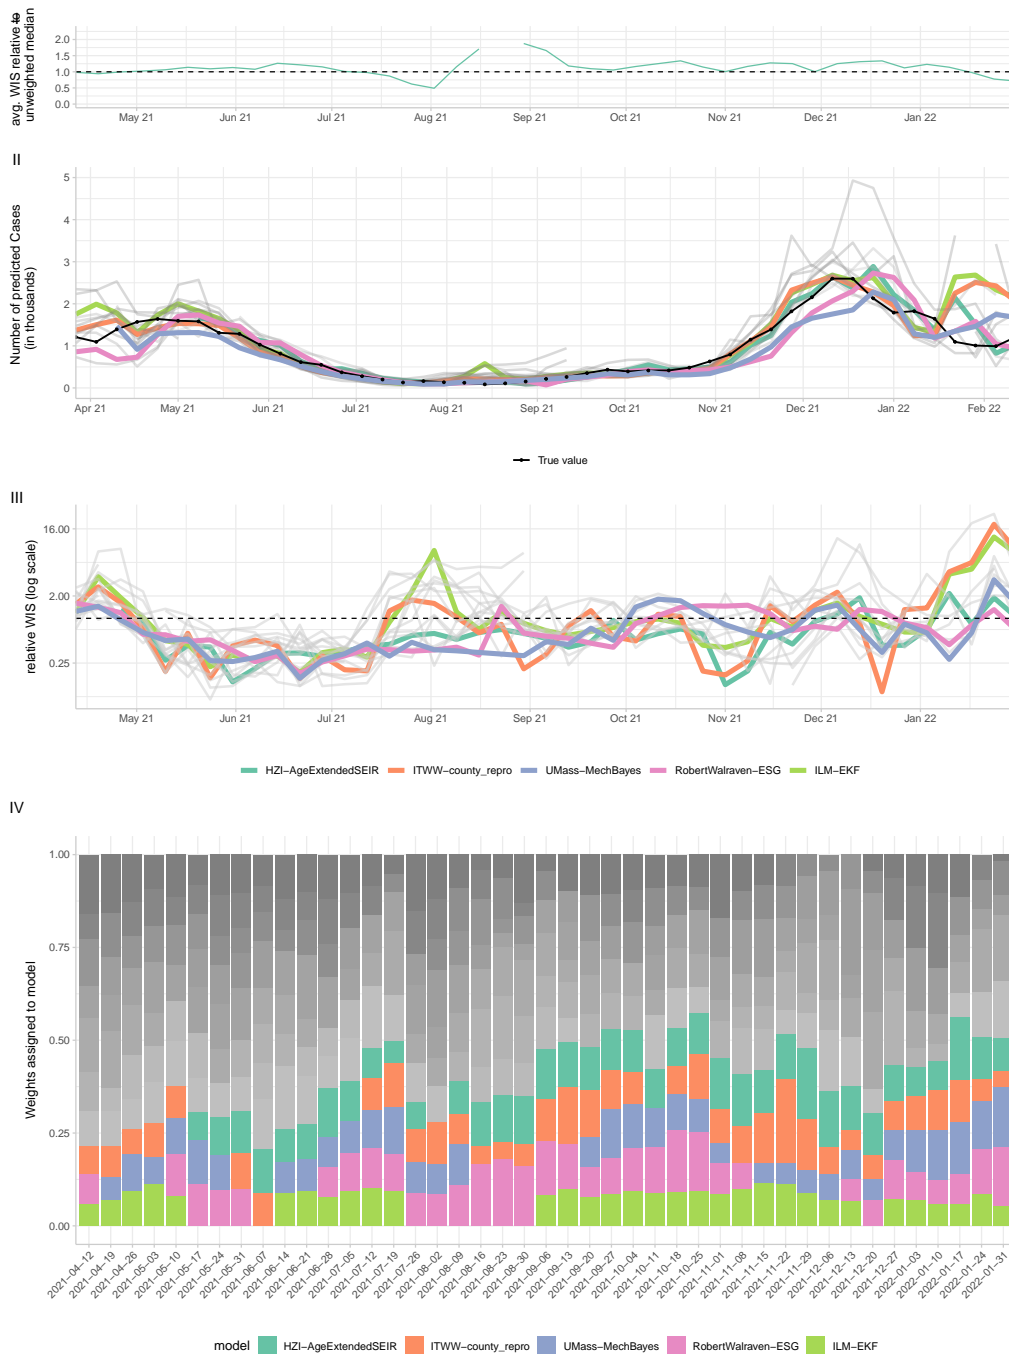 I
avg. WIS relative to
unweighted median
2.0
1.5
1.0
0.5
0.0
May 21 Jun 21 Jul 21 Aug 21 Sep 21 Oct 21 Nov 21 Dec 21 Jan 22
II
Number of predicted Cases
(in thousands)
5
4
3
2
1
0
Apr 21 May 21 Jun 21 Jul 21 Aug 21 Sep 21 Oct 21 Nov 21 Dec 21 Jan 22 Feb 22
True value
III
relative WIS (log scale)
16.00
2.00
0.25
May 21 Jun 21 Jul 21 Aug 21 Sep 21 Oct 21 Nov 21 Dec 21 Jan 22
HZI−AgeExtendedSEIR ITWW−county_repro UMass−MechBayes RobertWalraven−ESG ILM−EKF
IV
Weights assigned to model
1.00
0.75
0.50
0.25
0.00
2021−04−12 2021−04−19 2021−04−26 2021−05−03 2021−05−10 2021−05−17 2021−05−24 2021−05−31 2021−06−07 2021−06−14 2021−06−21 2021−06−28 2021−07−05 2021−07−12 2021−07−19 2021−07−26 2021−08−02 2021−08−09 2021−08−16 2021−08−23 2021−08−30 2021−09−06 2021−09−13 2021−09−20 2021−09−27 2021−10−04 2021−10−11 2021−10−18 2021−10−25 2021−11−01 2021−11−08 2021−11−15 2021−11−22 2021−11−29 2021−12−06 2021−12−13 2021−12−20 2021−12−27 2022−01−03 2022−01−10 2022−01−17 2022−01−24 2022−01−31
model HZI−AgeExtendedSEIR ITWW−county_repro UMass−MechBayes RobertWalraven−ESG ILM−EKF